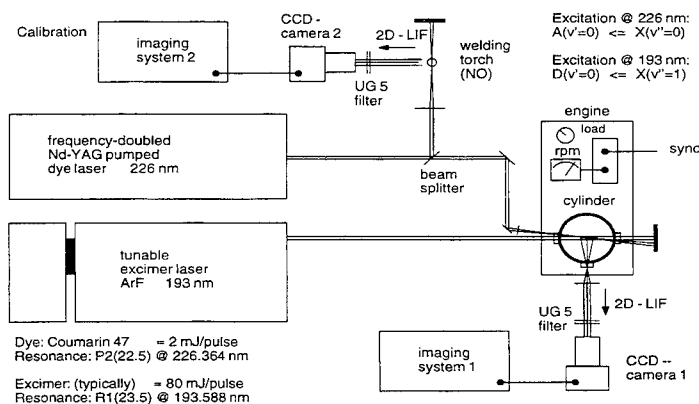 Calibration
imaging
system 2
CCD-
camera 2
2D-LIF
UG 5
filter
welding
torch
(NO)
Excitation @ 226 nm:
A(v'=0) <= X(v''=0)
Excitation @ 193 nm:
D(v'=0) <= X(v''=1)
frequency-doubled
Nd-YAG pumped
dye laser 226 nm
beam
splitter
engine
load
rpm
sync
cylinder
tunable
excimer laser
ArF 193 nm
UG 5
filter
2D - LIF
Dye: Coumarin 47 = 2 mJ/pulse
Resonance: P2(22.5) @ 226.364 nm
Excimer: (typically) = 80 mJ/pulse
Resonance: R1(23.5) @ 193.588 nm
imaging
system 1
CCD --
camera 1